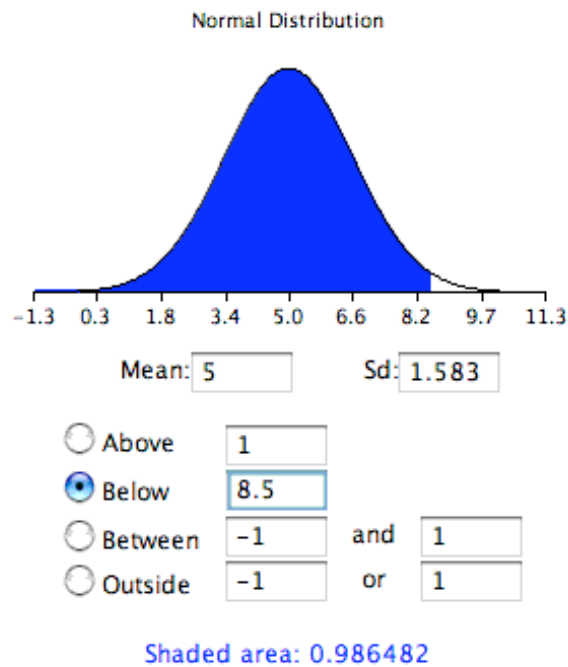 Normal Distribution
-1.3 0.3 1.8 3.4 5.0 6.6 8.2 9.7 11.3
Mean: 5 Sd: 1.583
Above 1
Below 8.5
Between -1 and 1
Outside -1 or 1
Shaded area: 0.986482